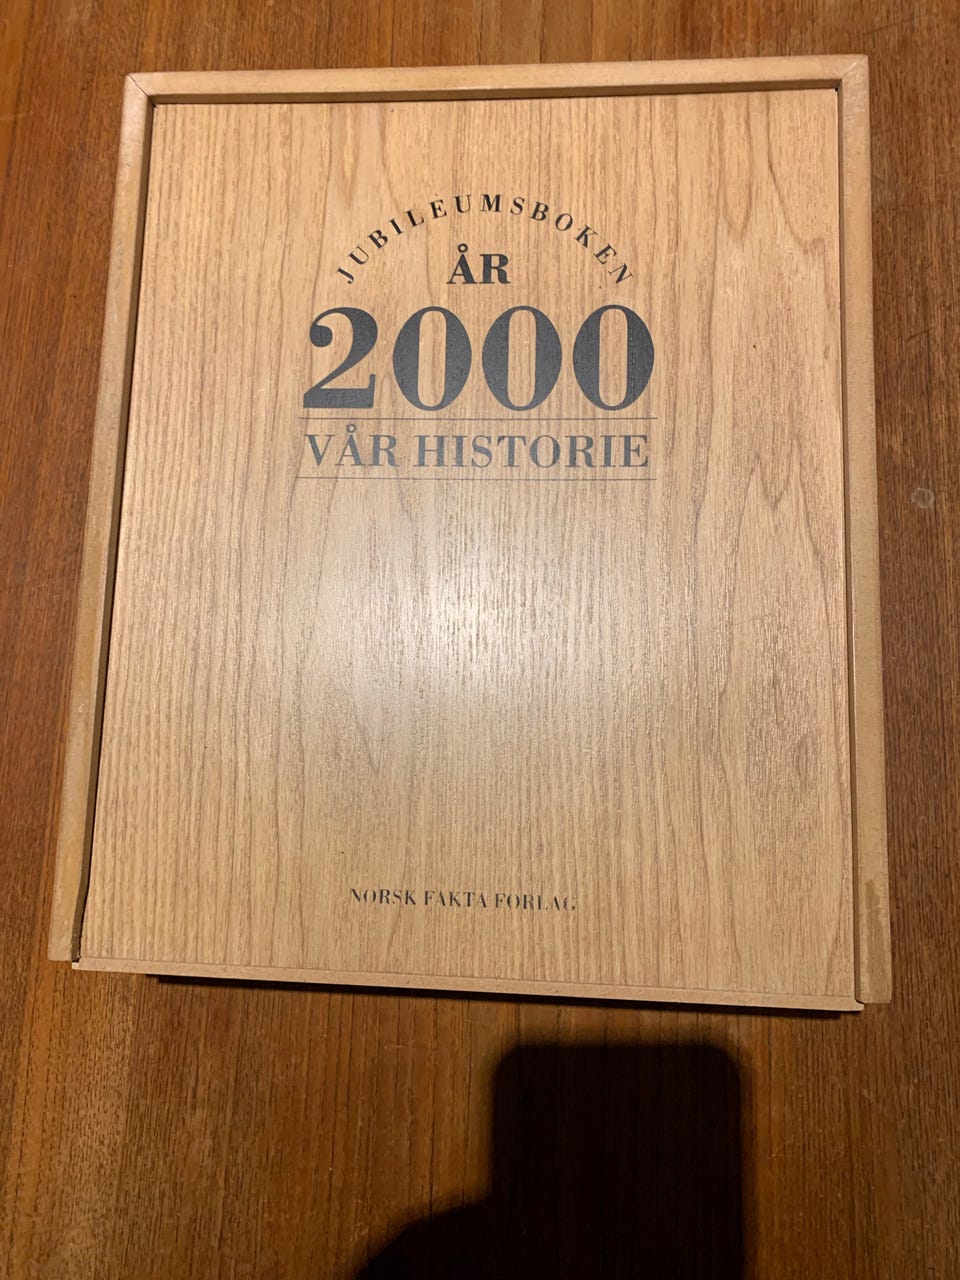 JUBILEUMSBOKEN
ÅR
2000
VÅR HISTORIE
NORSK FAKTA FORLAG